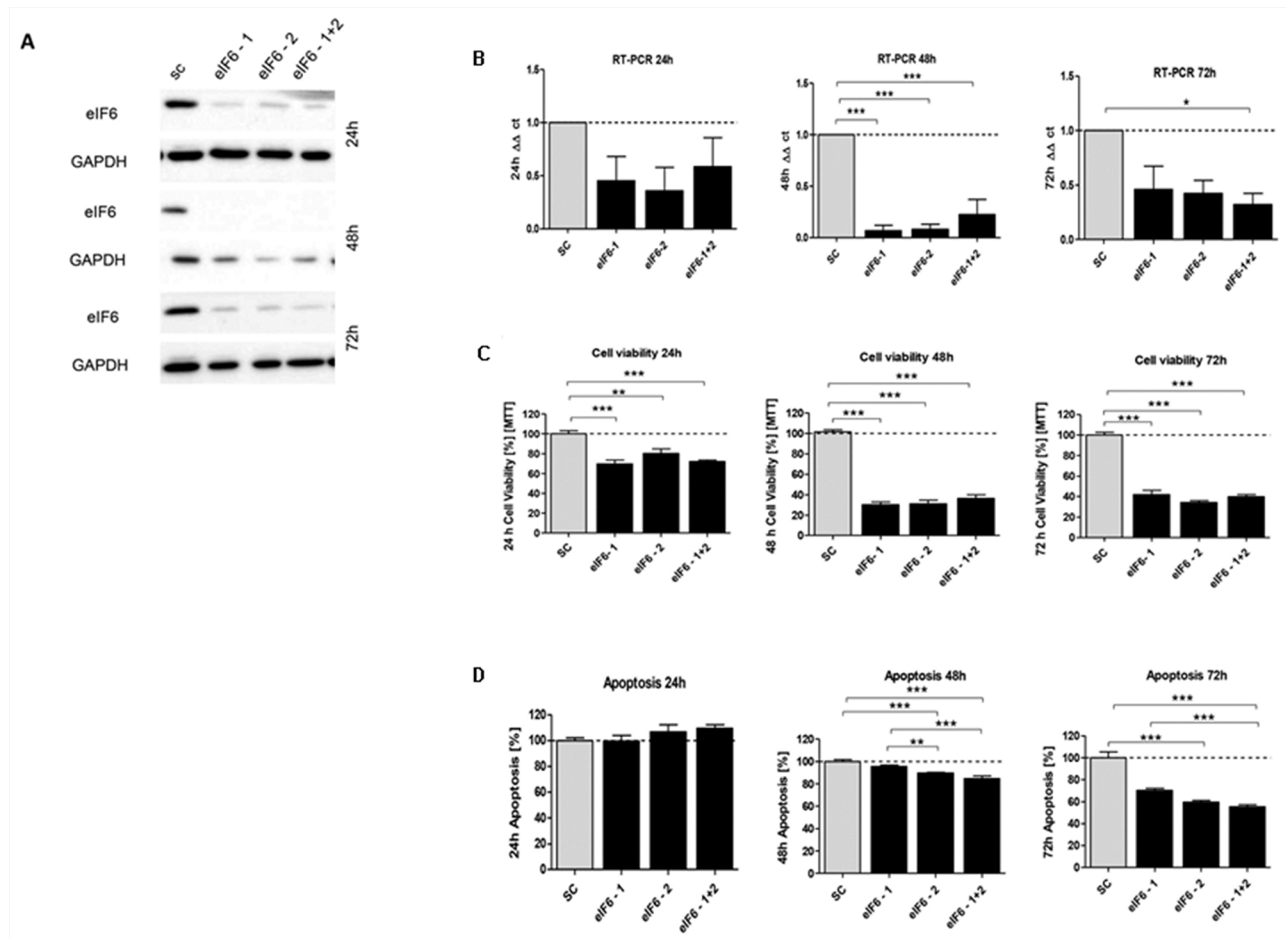 A
sc
eIF6 - 1
eIF6 - 2
eIF6 - 1+2
eIF6
GAPDH
24h
eIF6
GAPDH
48h
eIF6
GAPDH
72h
B
RT-PCR 24h
24h ΔΔ ct
1.5
1.0
0.5
0.0
SC
eIF6-1
eIF6-2
eIF6-1+2
RT-PCR 48h
***
***
***
48h ΔΔ ct
1.5
1.0
0.5
0.0
SC
eIF6-1
eIF6-2
eIF6-1+2
RT-PCR 72h
*
72h ΔΔ ct
1.5
1.0
0.5
0.0
SC
eIF6-1
eIF6-2
eIF6-1+2
C
Cell viability 24h
***
**
***
24 h Cell Viability [%] [MTT]
120
100
80
60
40
20
0
SC
eIF6- 1
eIF6 - 2
eIF6 - 1+2
Cell viability 48h
***
***
***
48 h Cell Viability [%] [MTT]
120
100
80
60
40
20
0
SC
eIF6- 1
eIF6 - 2
eIF6 - 1+2
Cell viability 72h
***
***
***
72 h Cell Viability [%] [MTT]
120
100
80
60
40
20
0
SC
eIF6- 1
eIF6 - 2
eIF6 - 1+2
D
Apoptosis 24h
24h Apoptosis [%]
120
100
80
60
40
20
0
SC
eIF6 - 1
eIF6 - 2
eIF6 - 1+2
Apoptosis 48h
***
***
***
**
48h Apoptosis [%]
120
100
80
60
40
20
0
SC
eIF6 - 1
eIF6 - 2
eIF6 - 1+2
Apoptosis 72h
***
***
***
72h Apoptosis [%]
120
100
80
60
40
20
0
SC
eIF6 - 1
eIF6 - 2
eIF6 - 1+2